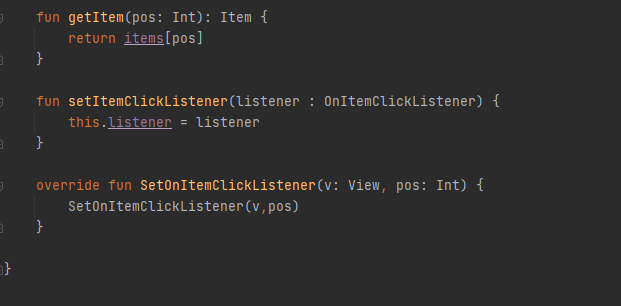 fun getItem(pos: Int): Item {
return items[pos]
}
fun setItemClickListener(listener : OnItemClickListener) {
this.listener = listener
}
override fun SetOnItemClickListener(v: View, pos: Int) {
SetOnItemClickListener(v,pos)
}
}